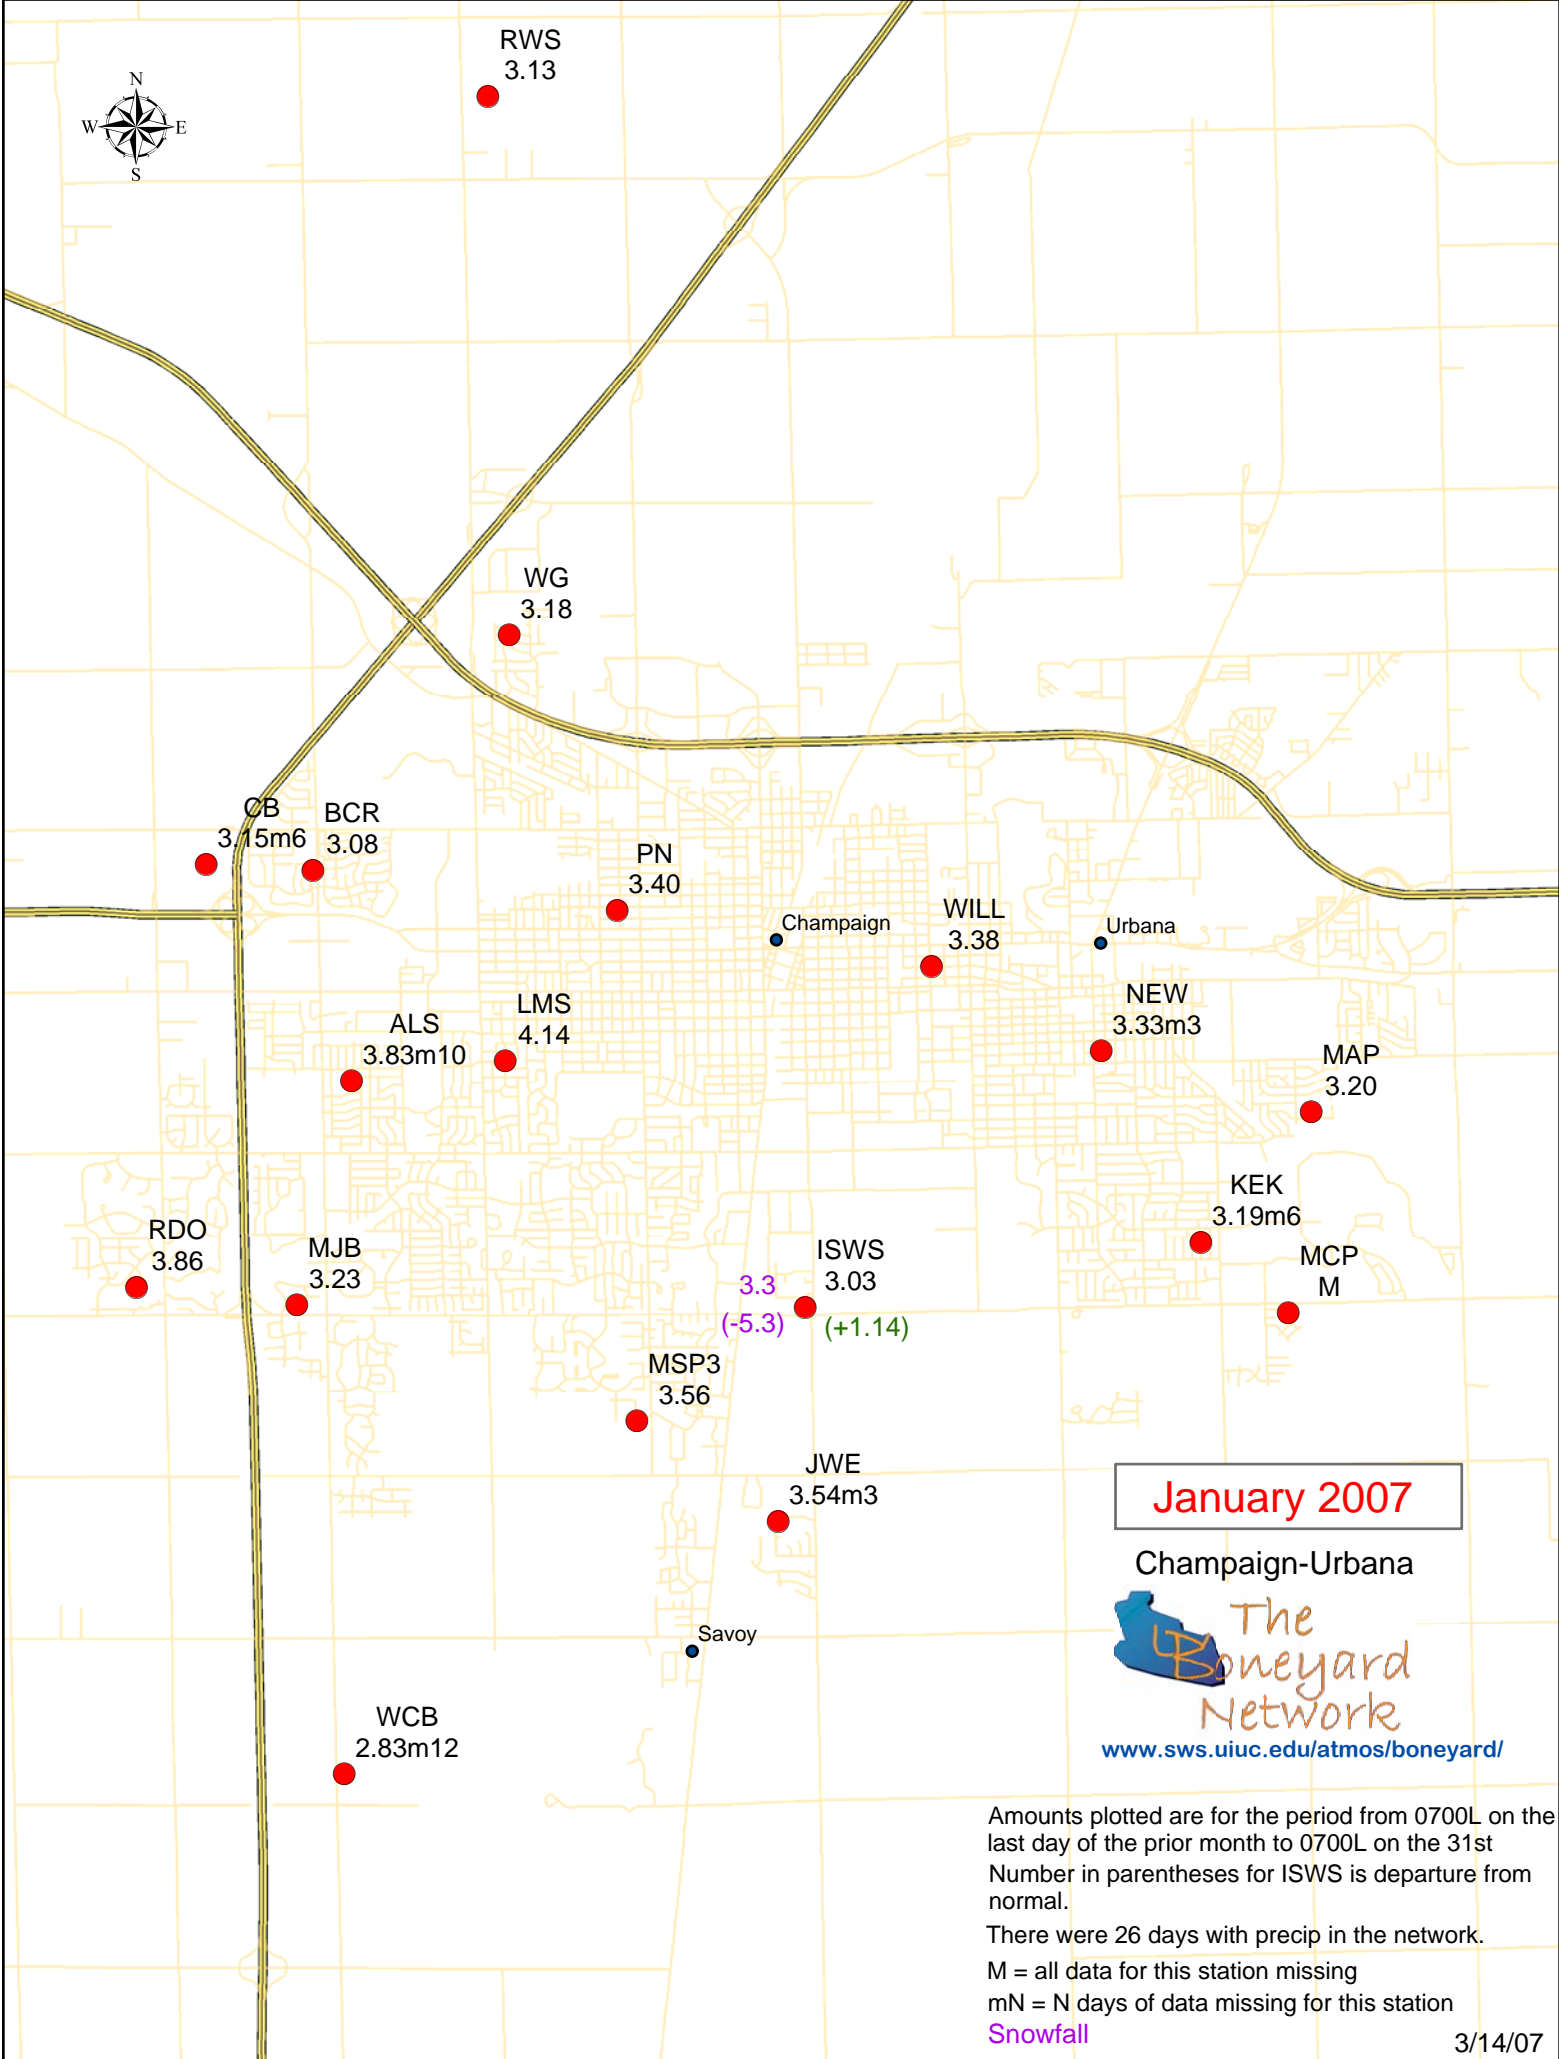 RWS
3.13
N
W E
S
WG
3.18
CB
3.15m6
BCR
3.08
PN
3.40
Champaign
WILL
3.38
Urbana
NEW
3.33m3
LMS
4.14
ALS
3.83m10
MAP
3.20
KEK
3.19m6
RDO
3.86
MJB
3.23
ISWS
3.3 3.03
(-5.3) (+1.14)
MCP
M
MSP3
3.56
JWE
3.54m3
January 2007
Champaign-Urbana
The
Boneyard
Network
www.sws.uiuc.edu/atmos/boneyard/
Savoy
WCB
2.83m12
Amounts plotted are for the period from 0700L on the
last day of the prior month to 0700L on the 31st
Number in parentheses for ISWS is departure from
normal.
There were 26 days with precip in the network.
M = all data for this station missing
mN = N days of data missing for this station
Snowfall
3/14/07